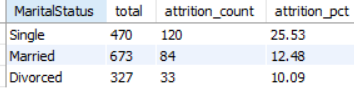 MaritalStatus total attrition_count attrition_pct
Single 470 120 25.53
Married 673 84 12.48
Divorced 327 33 10.09